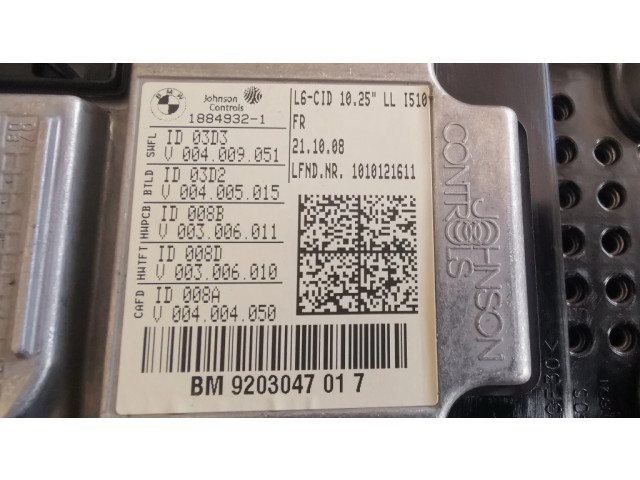 BMW
Johnson Controls
1884932-1
SWFL ID 03D3
V 004.009.051
BTLD ID 03D2
V 004.005.015
HWPCB ID 008B
V 003.006.011
HWTFT ID 008D
V 003.006.010
CAFD ID 008A
V 004.004.050
L6-CID 10.25" LL I510
FR
21.10.08
LFND.NR. 1010121611
BM 9203047 01 7
JOHNSON
CONTROLS